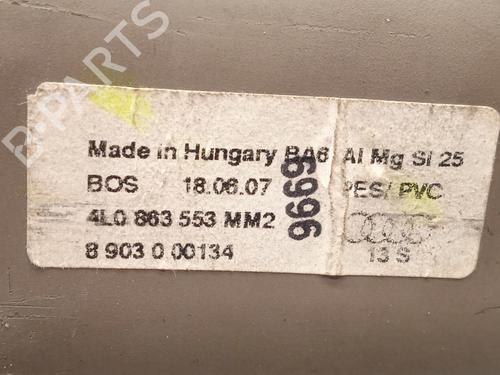 B-PARTS
Made in Hungary BA6 Al Mg Si 25
BOS 18.06.07 PES/ PVC
4L0 863 553 MM2
8 903 0 00134 13 S
6996